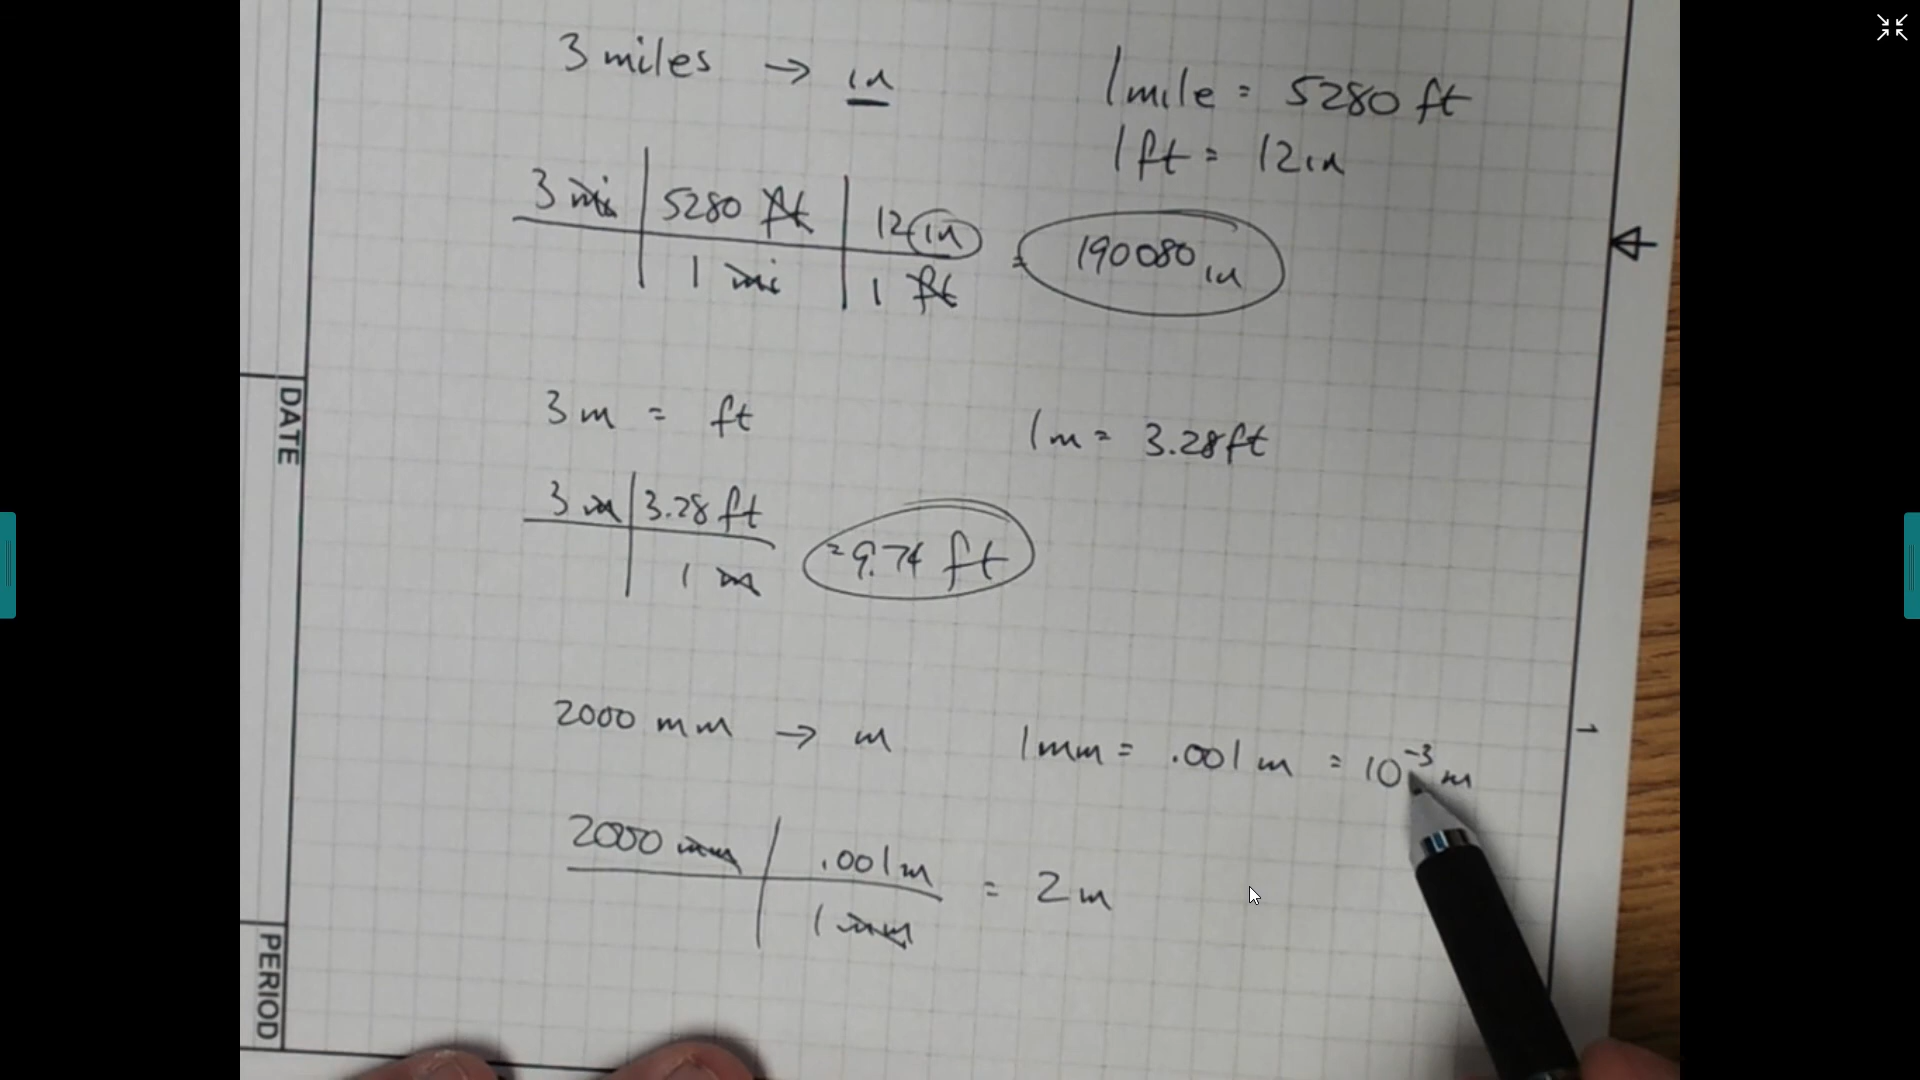 3 miles → in
1 mile = 5280 ft
1 ft = 12 in
3 mi | 5280 ft | 12 in
1 mi | 1 ft
= 190080 in
3 m = ft
1 m = 3.28 ft
3 m | 3.28 ft
1 m
= 9.74 ft
2000 mm → m
1 mm = .001 m = 10⁻³ m
2000 mm | .001 m
1 mm
= 2 m
DATE
PERIOD
1